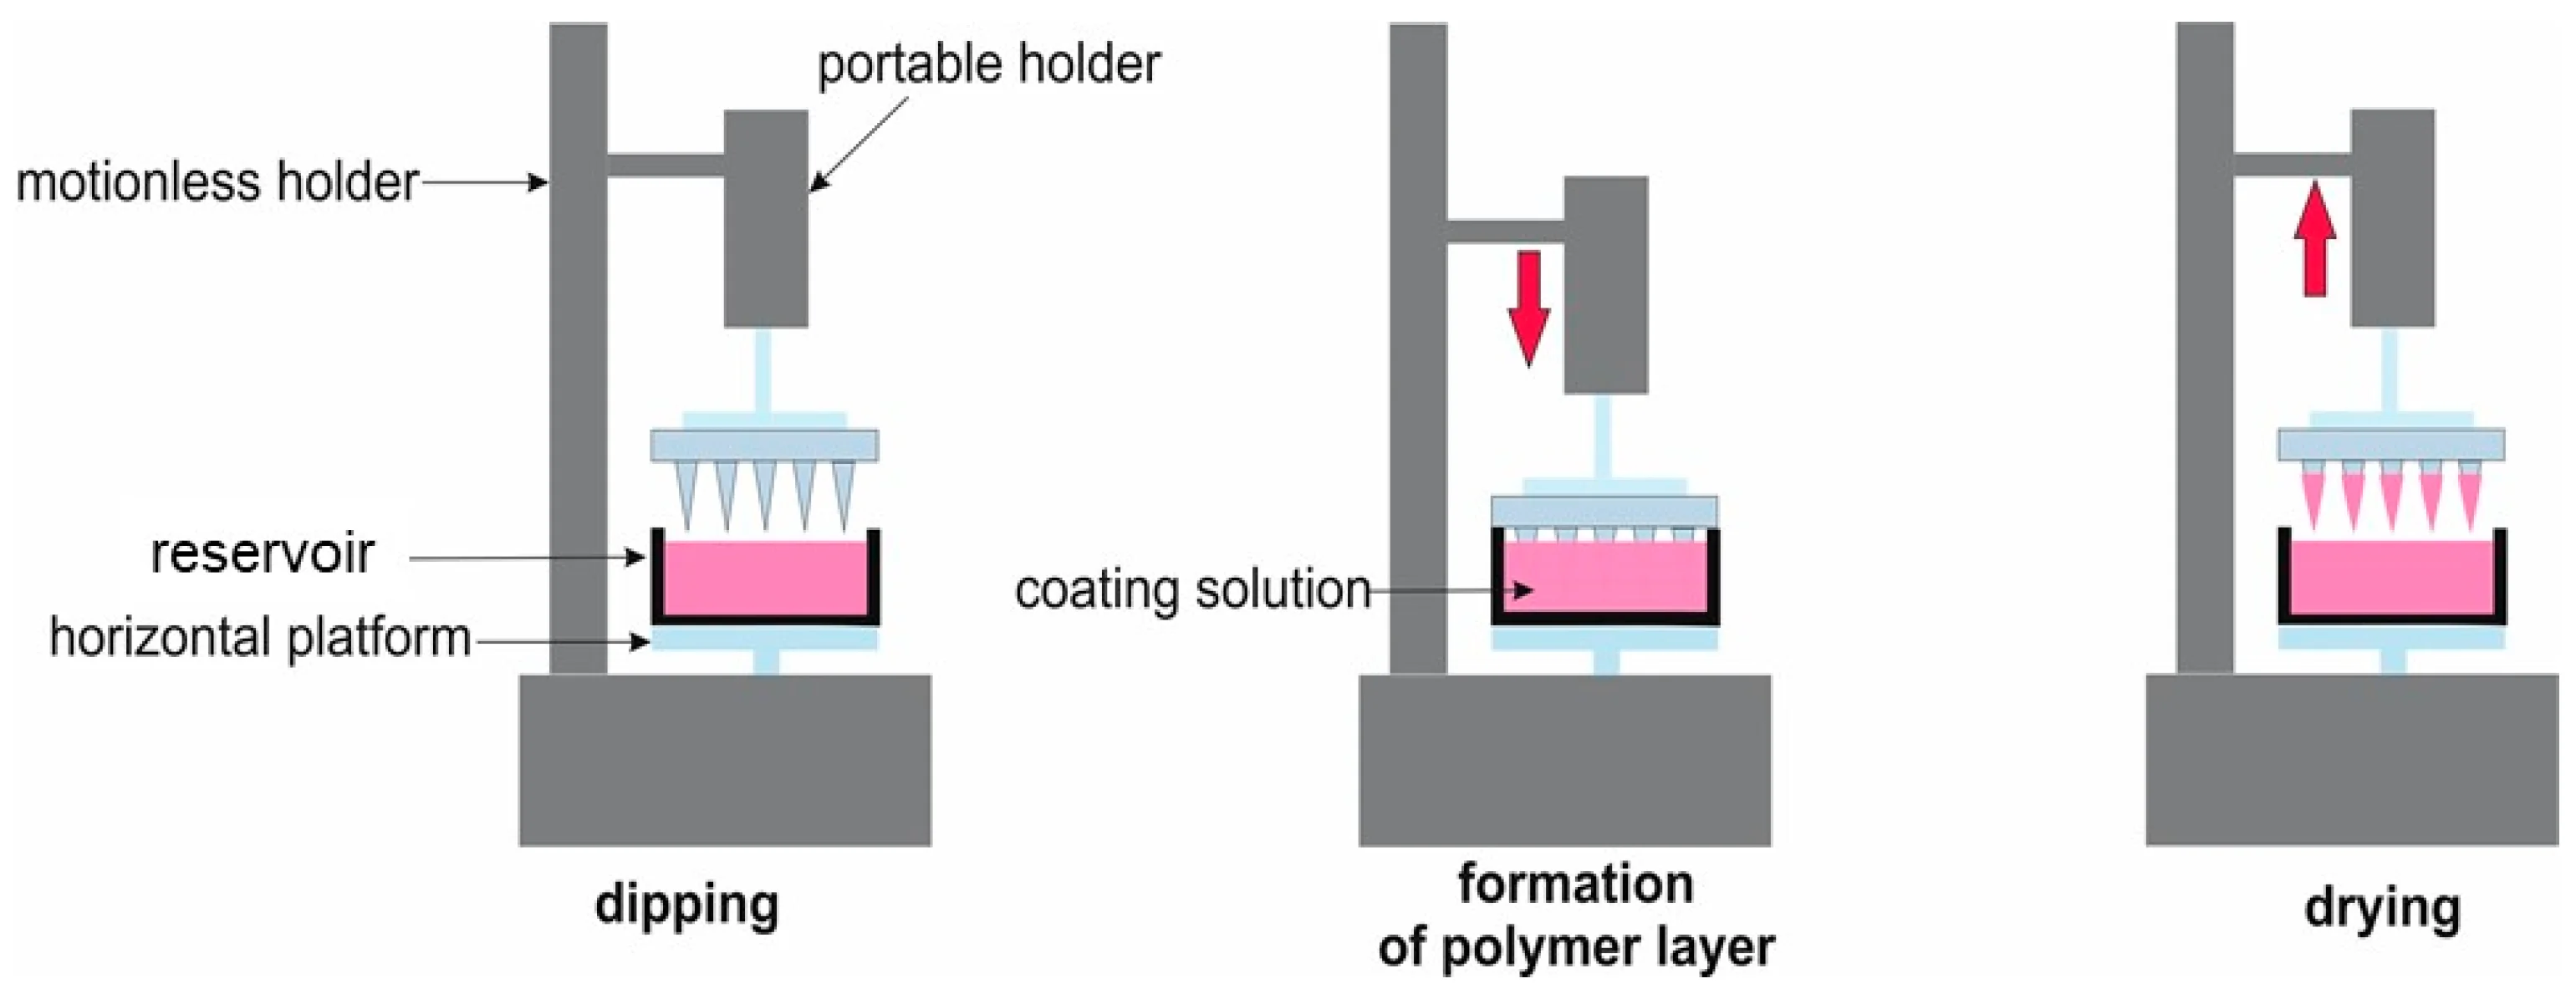 portable holder
motionless holder
reservoir
horizontal platform
coating solution
dipping
formation
of polymer layer
drying